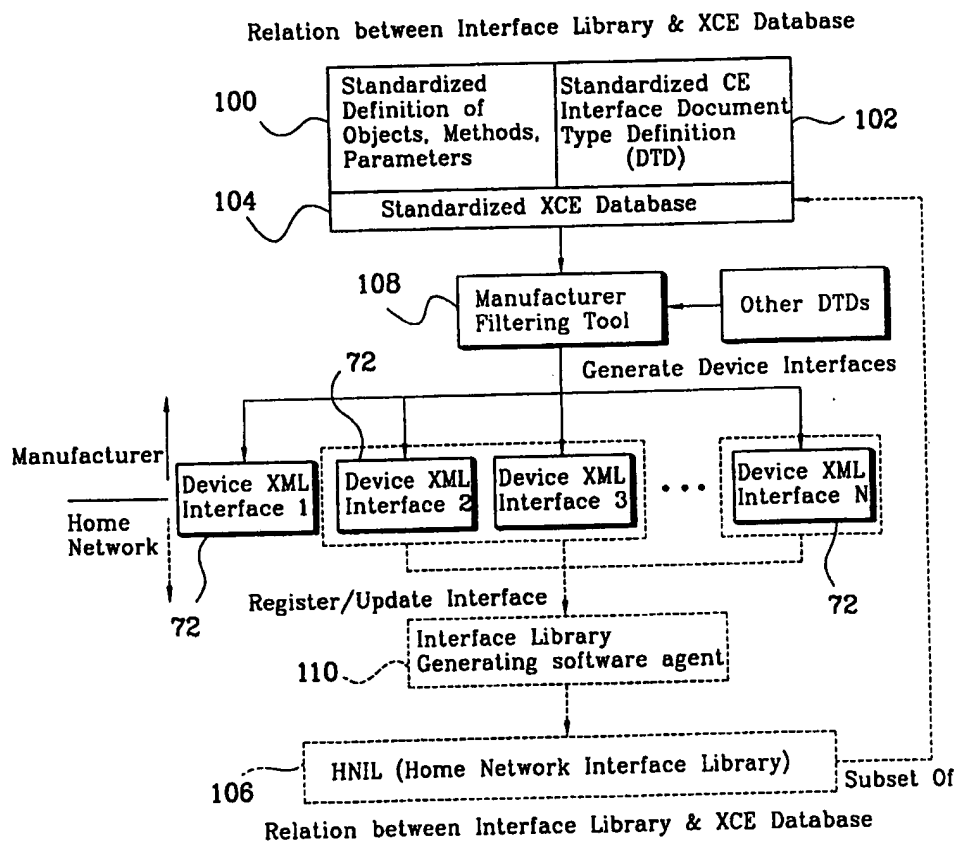 Relation between Interface Library & XCE Database
100
Standardized
Definition of
Objects, Methods,
Parameters
Standardized CE
Interface Document
Type Definition
(DTD)
102
104
Standardized XCE Database
108
Manufacturer
Filtering Tool
Other DTDs
72
Generate Device Interfaces
Manufacturer
Home
Network
Device XML
Interface 1
Device XML
Interface 2
Device XML
Interface 3
• • •
Device XML
Interface N
72
72
Register/Update Interface
110
Interface Library
Generating software agent
106
HNIL (Home Network Interface Library)
Subset Of
Relation between Interface Library & XCE Database